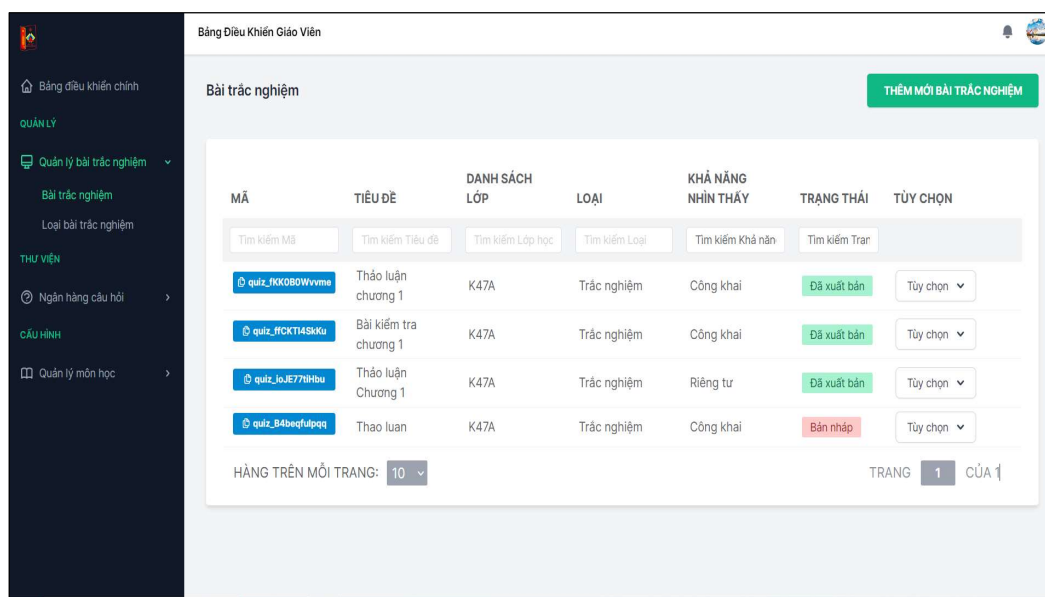 Bảng Điều Khiển Giáo Viên
Bảng điều khiển chính
QUẢN LÝ
Quản lý bài trắc nghiệm
Bài trắc nghiệm
Loại bài trắc nghiệm
THƯ VIỆN
Ngân hàng câu hỏi
CẤU HÌNH
Quản lý môn học
Bài trắc nghiệm
THÊM MỚI BÀI TRẮC NGHIỆM
MÃ TIÊU ĐỀ DANH SÁCH LỚP LOẠI KHẢ NĂNG NHÌN THẤY TRẠNG THÁI TÙY CHỌN
Tìm kiếm Mã Tìm kiếm Tiêu đề Tìm kiếm Lớp học Tìm kiếm Loại Tìm kiếm Khả năn Tìm kiếm Trạn
quiz_fKK0B0Wvvme Thảo luận chương 1 K47A Trắc nghiệm Công khai Đã xuất bản Tùy chọn
quiz_ffCKTI4SkKu Bài kiểm tra chương 1 K47A Trắc nghiệm Công khai Đã xuất bản Tùy chọn
quiz_ioJE77tiHbu Thảo luận Chương 1 K47A Trắc nghiệm Riêng tư Đã xuất bản Tùy chọn
quiz_B4beqfulpqq Thao luan K47A Trắc nghiệm Công khai Bản nháp Tùy chọn
HÀNG TRÊN MỖI TRANG: 10
TRANG 1 CỦA 1